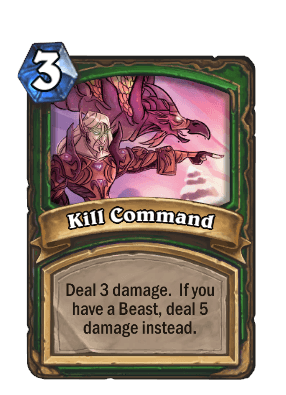 3
Kill Command
Deal 3 damage. If you
have a Beast, deal 5
damage instead.